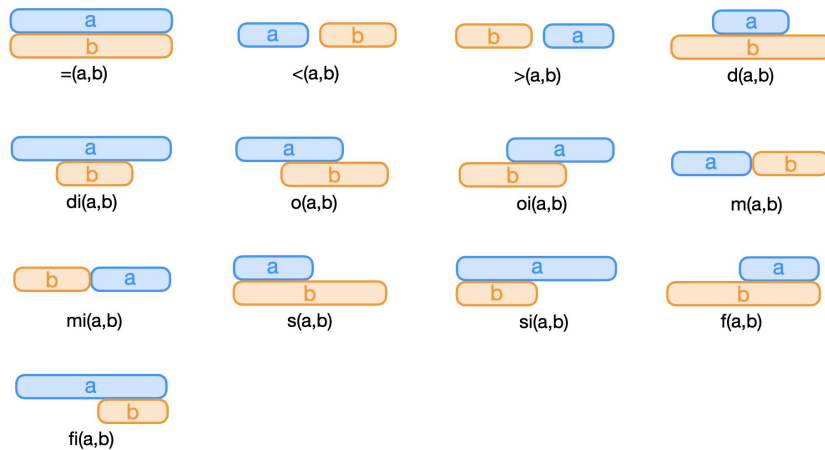 a
b
=(a,b)
a b
<(a,b)
b a
>(a,b)
a
b
d(a,b)
a
b
di(a,b)
a
b
o(a,b)
a
b
oi(a,b)
a b
m(a,b)
b a
mi(a,b)
a
b
s(a,b)
a
b
si(a,b)
a
b
f(a,b)
a
b
fi(a,b)